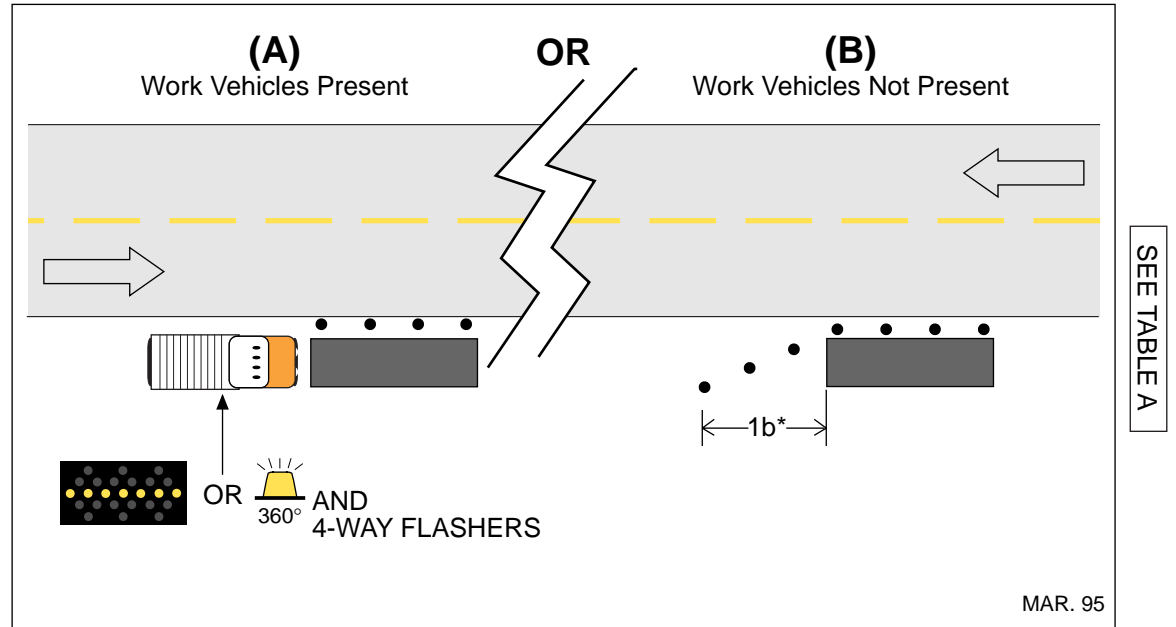 (A)
Work Vehicles Present
OR
(B)
Work Vehicles Not Present
1b*
OR
360°
AND
4-WAY FLASHERS
MAR. 95
SEE TABLE A